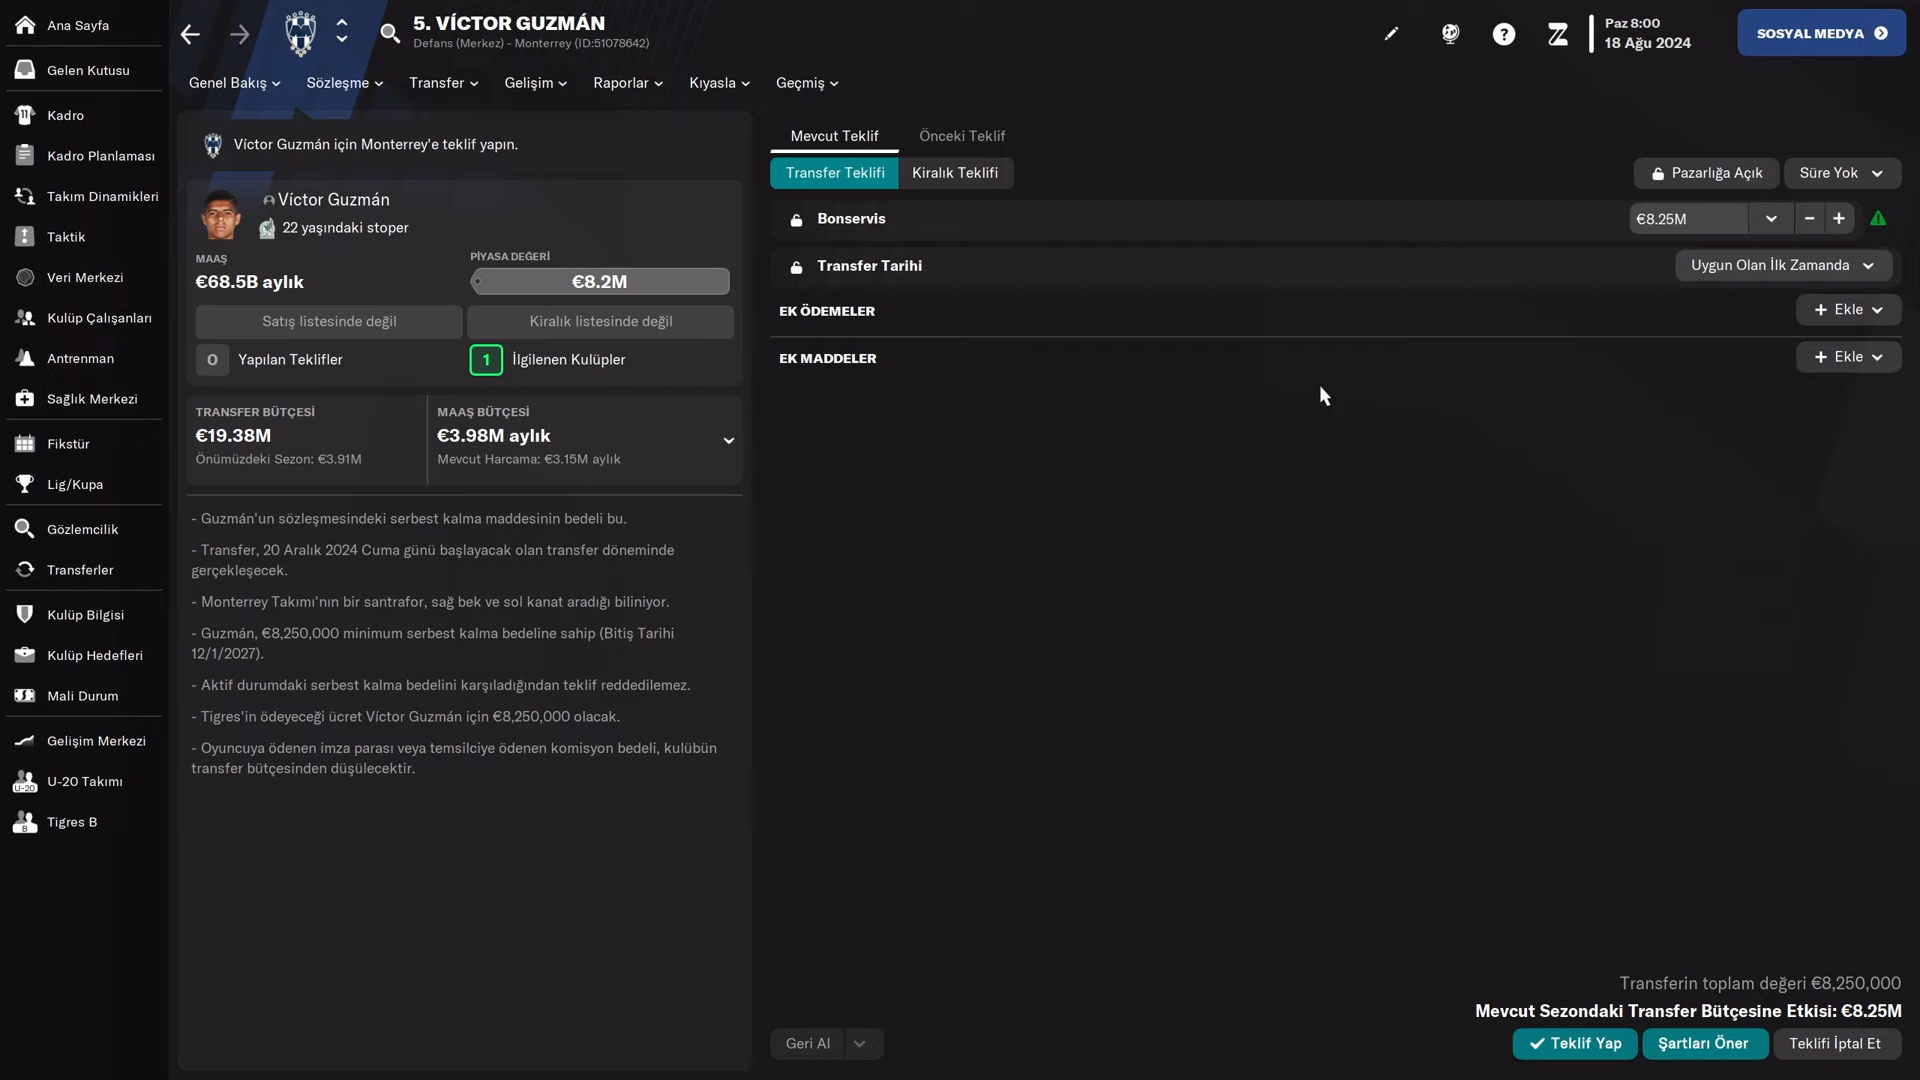 Ana Sayfa
Gelen Kutusu
Kadro
Kadro Planlaması
Takım Dinamikleri
Taktik
Veri Merkezi
Kulüp Çalışanları
Antrenman
Sağlık Merkezi
Fikstür
Lig/Kupa
Gözlemcilik
Transferler
Kulüp Bilgisi
Kulüp Hedefleri
Mali Durum
Gelişim Merkezi
U-20
U-20 Takımı
B
Tigres B
5. VÍCTOR GUZMÁN
Defans (Merkez) - Monterrey (ID:51078642)
Paz 8:00
18 Ağu 2024
SOSYAL MEDYA
Genel Bakış
Sözleşme
Transfer
Gelişim
Raporlar
Kıyasla
Geçmiş
Víctor Guzmán için Monterrey'e teklif yapın.
Víctor Guzmán
22 yaşındaki stoper
MAAŞ
€68.5B aylık
PİYASA DEĞERİ
€8.2M
Satış listesinde değil
Kiralık listesinde değil
0 Yapılan Teklifler
1 İlgilenen Kulüpler
TRANSFER BÜTÇESİ
€19.38M
Önümüzdeki Sezon: €3.91M
MAAŞ BÜTÇESİ
€3.98M aylık
Mevcut Harcama: €3.15M aylık
- Guzmán'un sözleşmesindeki serbest kalma maddesinin bedeli bu.
- Transfer, 20 Aralık 2024 Cuma günü başlayacak olan transfer döneminde
gerçekleşecek.
- Monterrey Takımı'nın bir santrafor, sağ bek ve sol kanat aradığı biliniyor.
- Guzmán, €8,250,000 minimum serbest kalma bedeline sahip (Bitiş Tarihi
12/1/2027).
- Aktif durumdaki serbest kalma bedelini karşıladığından teklif reddedilemez.
- Tigres'in ödeyeceği ücret Víctor Guzmán için €8,250,000 olacak.
- Oyuncuya ödenen imza parası veya temsilciye ödenen komisyon bedeli, kulübün
transfer bütçesinden düşülecektir.
Mevcut Teklif
Önceki Teklif
Transfer Teklifi
Kiralık Teklifi
Pazarlığa Açık
Süre Yok
Bonservis
€8.25M
Transfer Tarihi
Uygun Olan İlk Zamanda
EK ÖDEMELER
+ Ekle
EK MADDELER
+ Ekle
Transferin toplam değeri €8,250,000
Mevcut Sezondaki Transfer Bütçesine Etkisi: €8.25M
Geri Al
Teklif Yap
Şartları Öner
Teklifi İptal Et